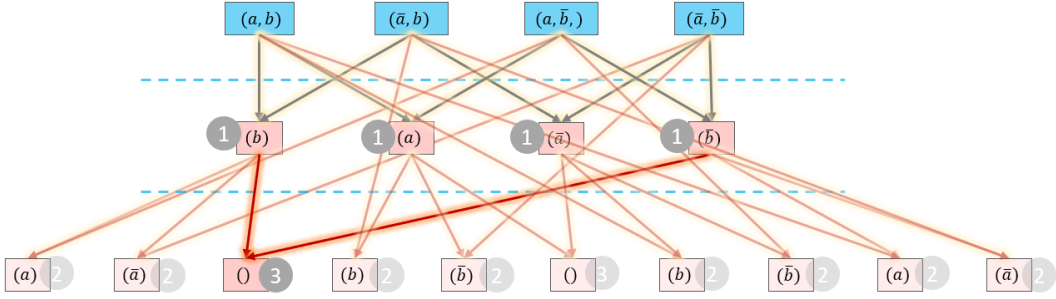 (a, b) (ā, b) (a, b̄,) (ā, b̄)
1 (b) 1 (a) 1 (ā) 1 (b̄)
(a) 2 (ā) 2 () 3 (b) 2 (b̄) 2 () 3 (b) 2 (b̄) 2 (a) 2 (ā) 2